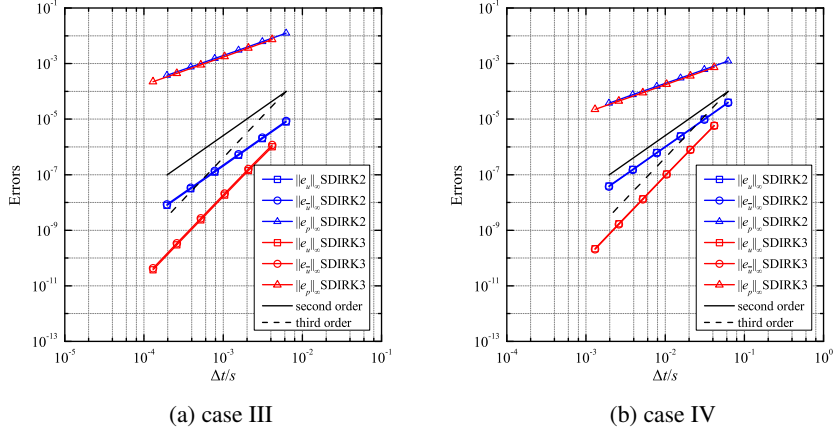 Errors
10^-1
10^-3
10^-5
10^-7
10^-9
10^-11
10^-13
||e_u||_∞ SDIRK2
||e_ũ||_∞ SDIRK2
||e_p||_∞ SDIRK2
||e_u||_∞ SDIRK3
||e_ũ||_∞ SDIRK3
||e_p||_∞ SDIRK3
second order
third order
10^-5 10^-4 10^-3 10^-2 10^-1
Δt/s
(a) case III
Errors
10^-1
10^-3
10^-5
10^-7
10^-9
10^-11
10^-13
||e_u||_∞ SDIRK2
||e_ũ||_∞ SDIRK2
||e_p||_∞ SDIRK2
||e_u||_∞ SDIRK3
||e_ũ||_∞ SDIRK3
||e_p||_∞ SDIRK3
second order
third order
10^-4 10^-3 10^-2 10^-1 10^0
Δt/s
(b) case IV